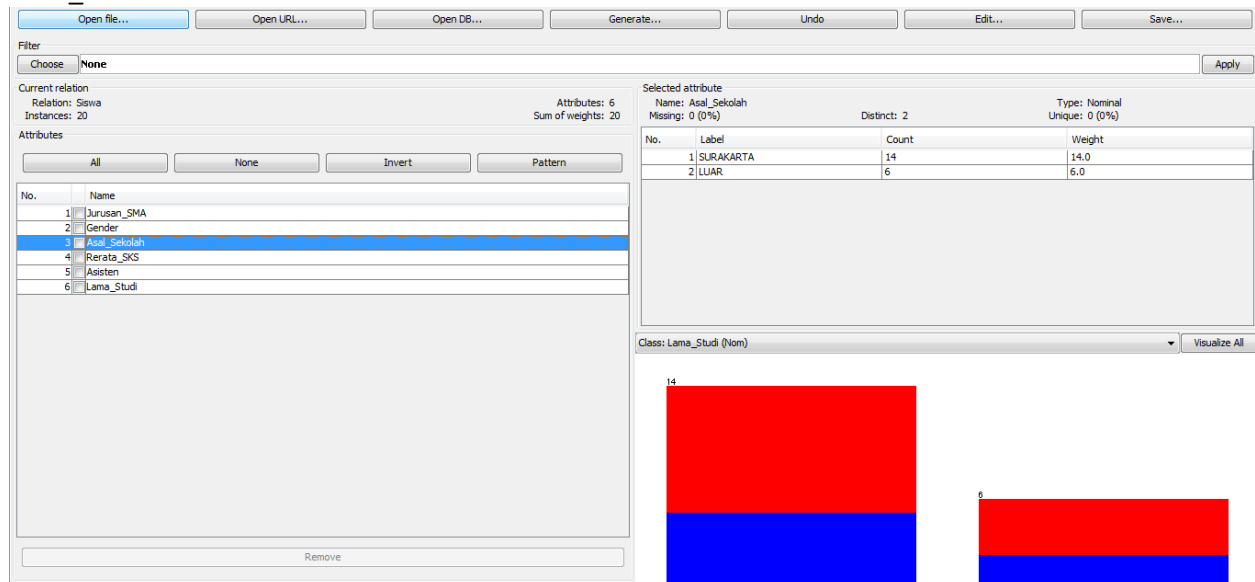 Open file... Open URL... Open DB... Generate... Undo Edit... Save...
Filter
Choose None Apply
Current relation
Relation: Siswa Attributes: 6
Instances: 20 Sum of weights: 20
Attributes
All None Invert Pattern
No. Name
1 Jurusan_SMA
2 Gender
3 Asal_Sekolah
4 Rerata_SKS
5 Asisten
6 Lama_Studi
Remove
Selected attribute
Name: Asal_Sekolah Type: Nominal
Missing: 0 (0%) Distinct: 2 Unique: 0 (0%)
No. Label Count Weight
1 SURAKARTA 14 14.0
2 LUAR 6 6.0
Class: Lama_Studi (Nom) Visualize All
14
6